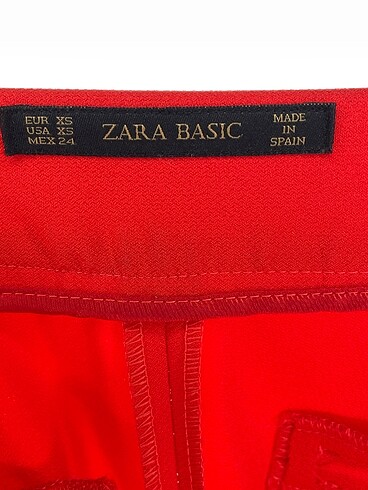 EUR XS
USA XS
MEX 24
ZARA BASIC
MADE
IN
SPAIN